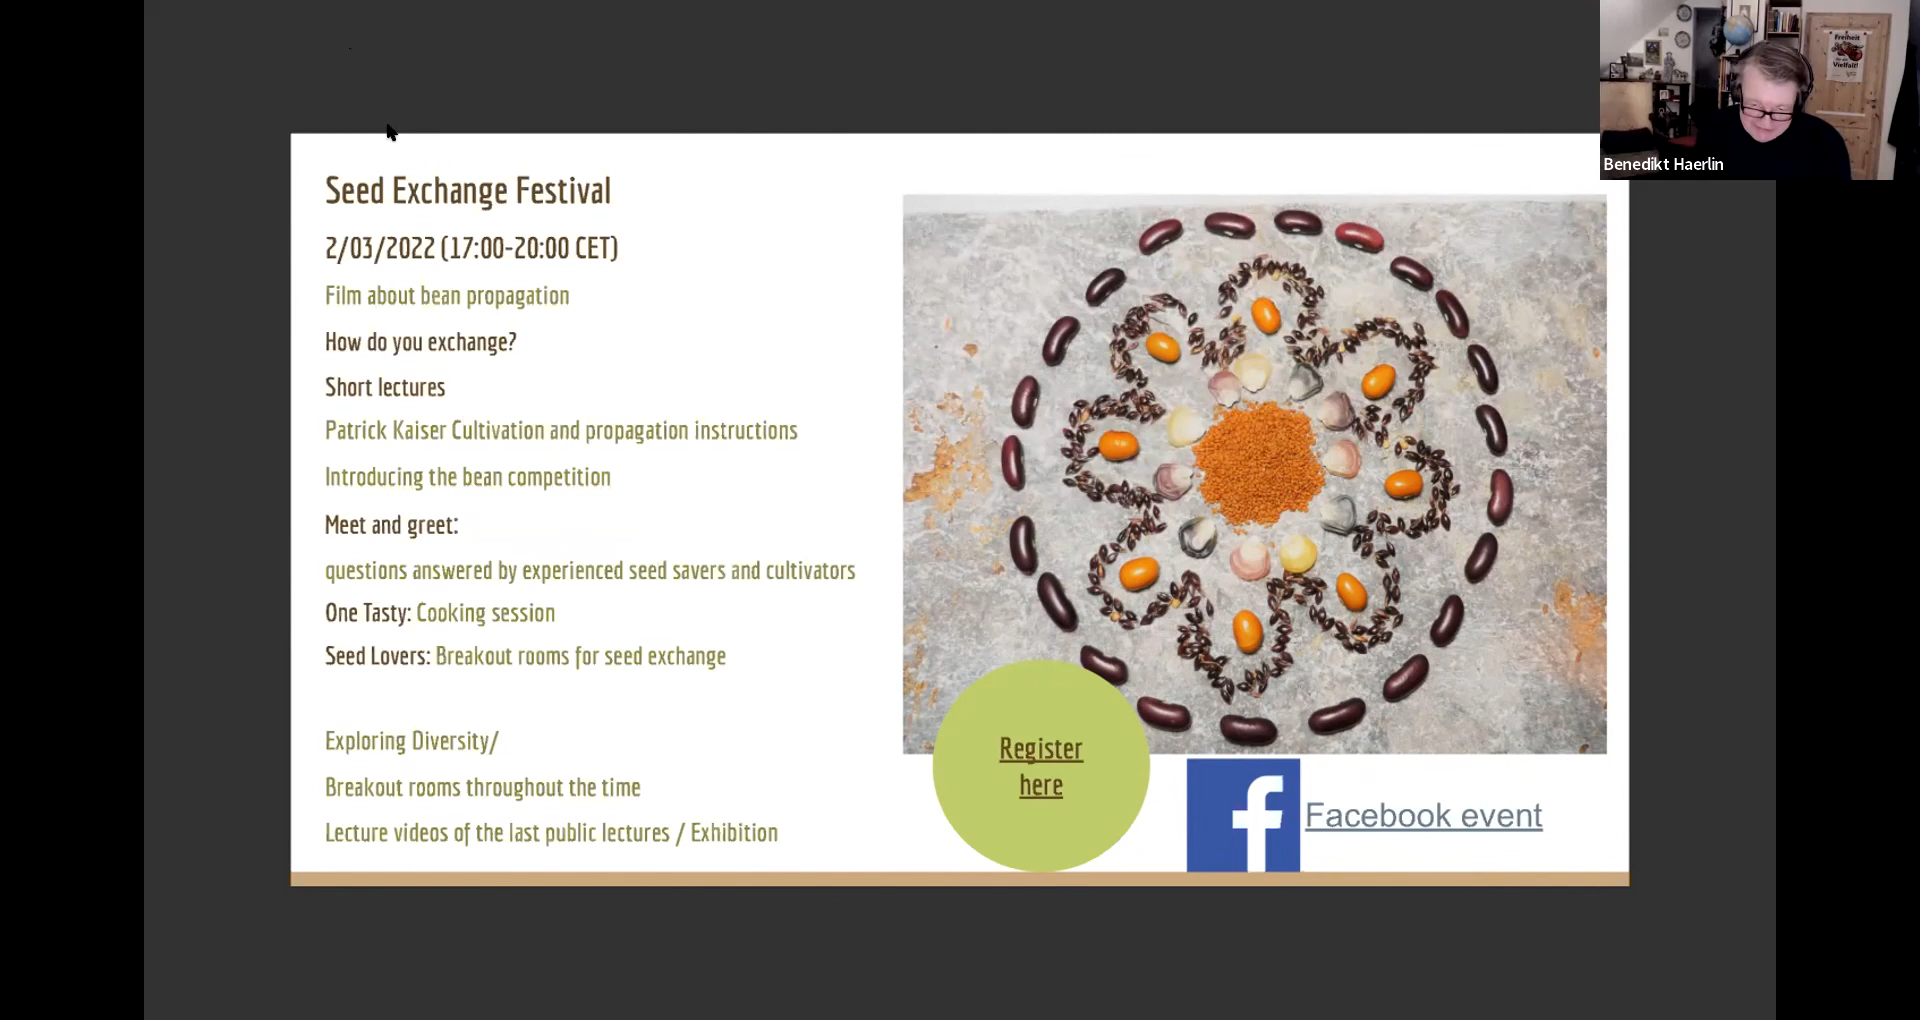 Freiheit
Vielfalt!
Benedikt Haerlin
Seed Exchange Festival
2/03/2022 (17:00-20:00 CET)
Film about bean propagation
How do you exchange?
Short lectures
Patrick Kaiser Cultivation and propagation instructions
Introducing the bean competition
Meet and greet:
questions answered by experienced seed savers and cultivators
One Tasty: Cooking session
Seed Lovers: Breakout rooms for seed exchange
Exploring Diversity/
Breakout rooms throughout the time
Lecture videos of the last public lectures / Exhibition
Register
here
Facebook event